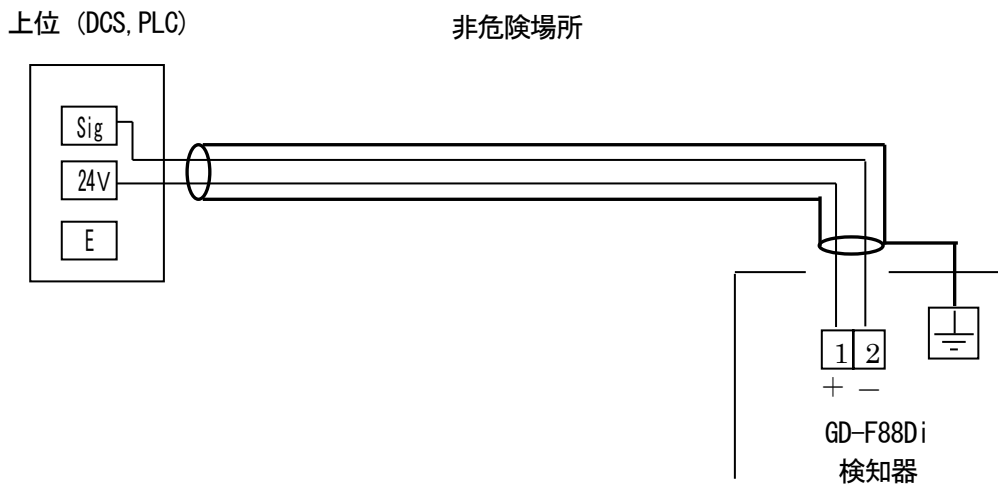 上位 (DCS, PLC)
非危険場所
Sig
24V
E
1 2
+ −
GD-F88Di
検知器